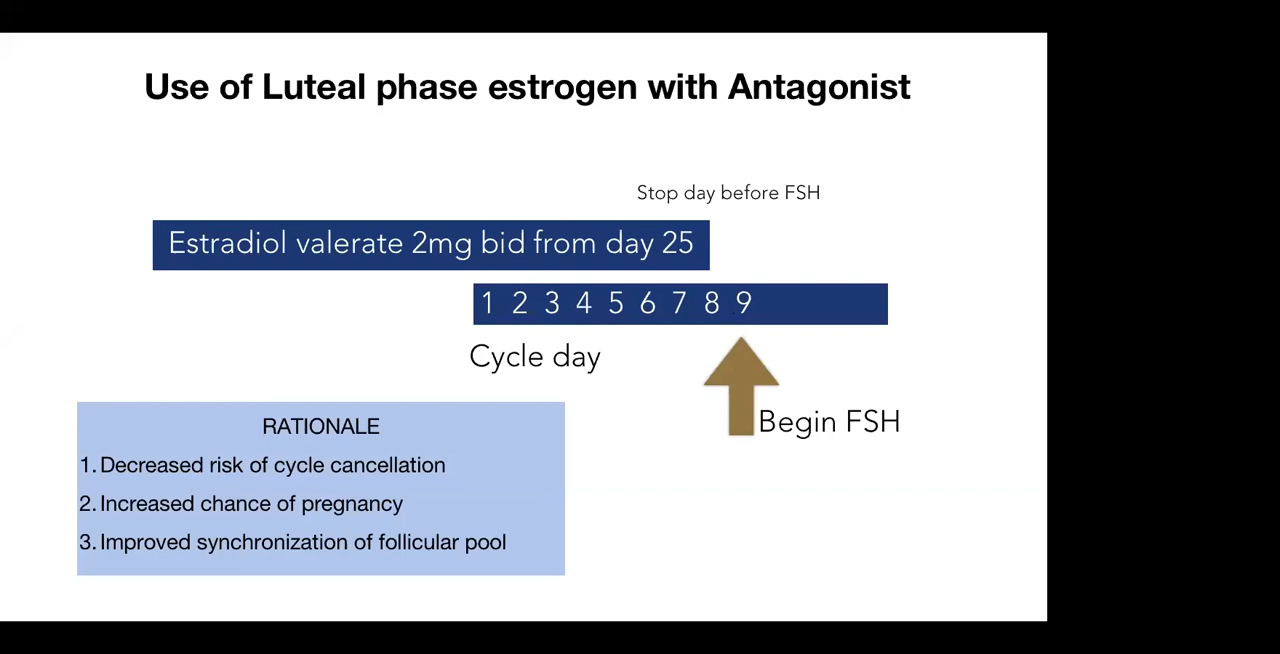 Use of Luteal phase estrogen with Antagonist
Stop day before FSH
Estradiol valerate 2mg bid from day 25
1 2 3 4 5 6 7 8 9
Cycle day
Begin FSH
RATIONALE
1. Decreased risk of cycle cancellation
2. Increased chance of pregnancy
3. Improved synchronization of follicular pool